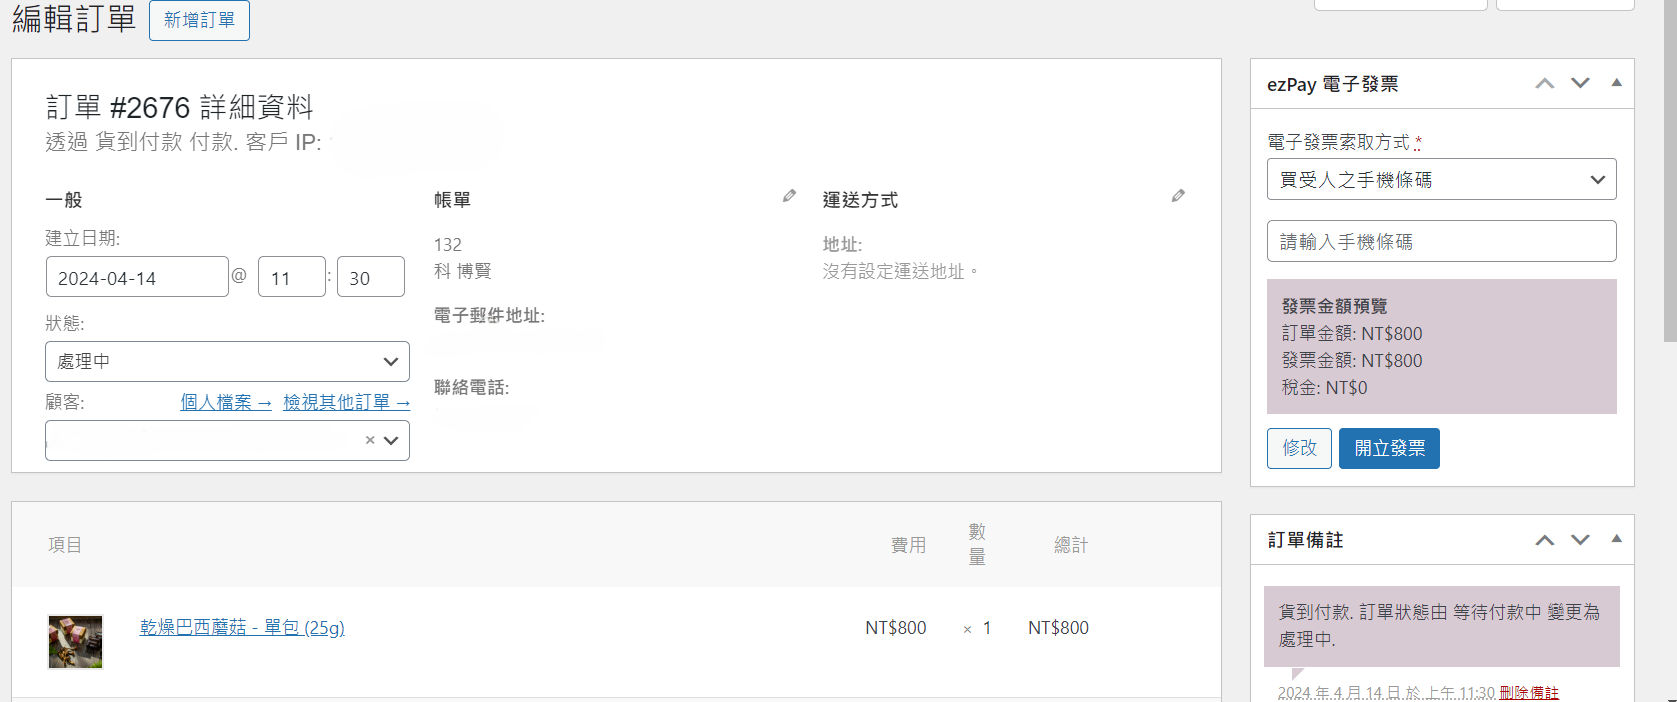 編輯訂單 新增訂單
訂單 #2676 詳細資料
透過 貨到付款 付款. 客戶 IP:
一般
建立日期:
2024-04-14 @ 11 : 30
狀態:
處理中
顧客: 個人檔案 → 檢視其他訂單 →
×
帳單
132
科 博賢
電子郵件地址:
聯絡電話:
運送方式
地址:
沒有設定運送地址。
項目 費用 數量 總計
乾燥巴西蘑菇 - 單包 (25g) NT$800 × 1 NT$800
ezPay 電子發票
電子發票索取方式 *
買受人之手機條碼
請輸入手機條碼
發票金額預覽
訂單金額: NT$800
發票金額: NT$800
稅金: NT$0
修改 開立發票
訂單備註
貨到付款. 訂單狀態由 等待付款中 變更為
處理中.
2024 年 4 月 14 日 於 上午 11:30 刪除備註